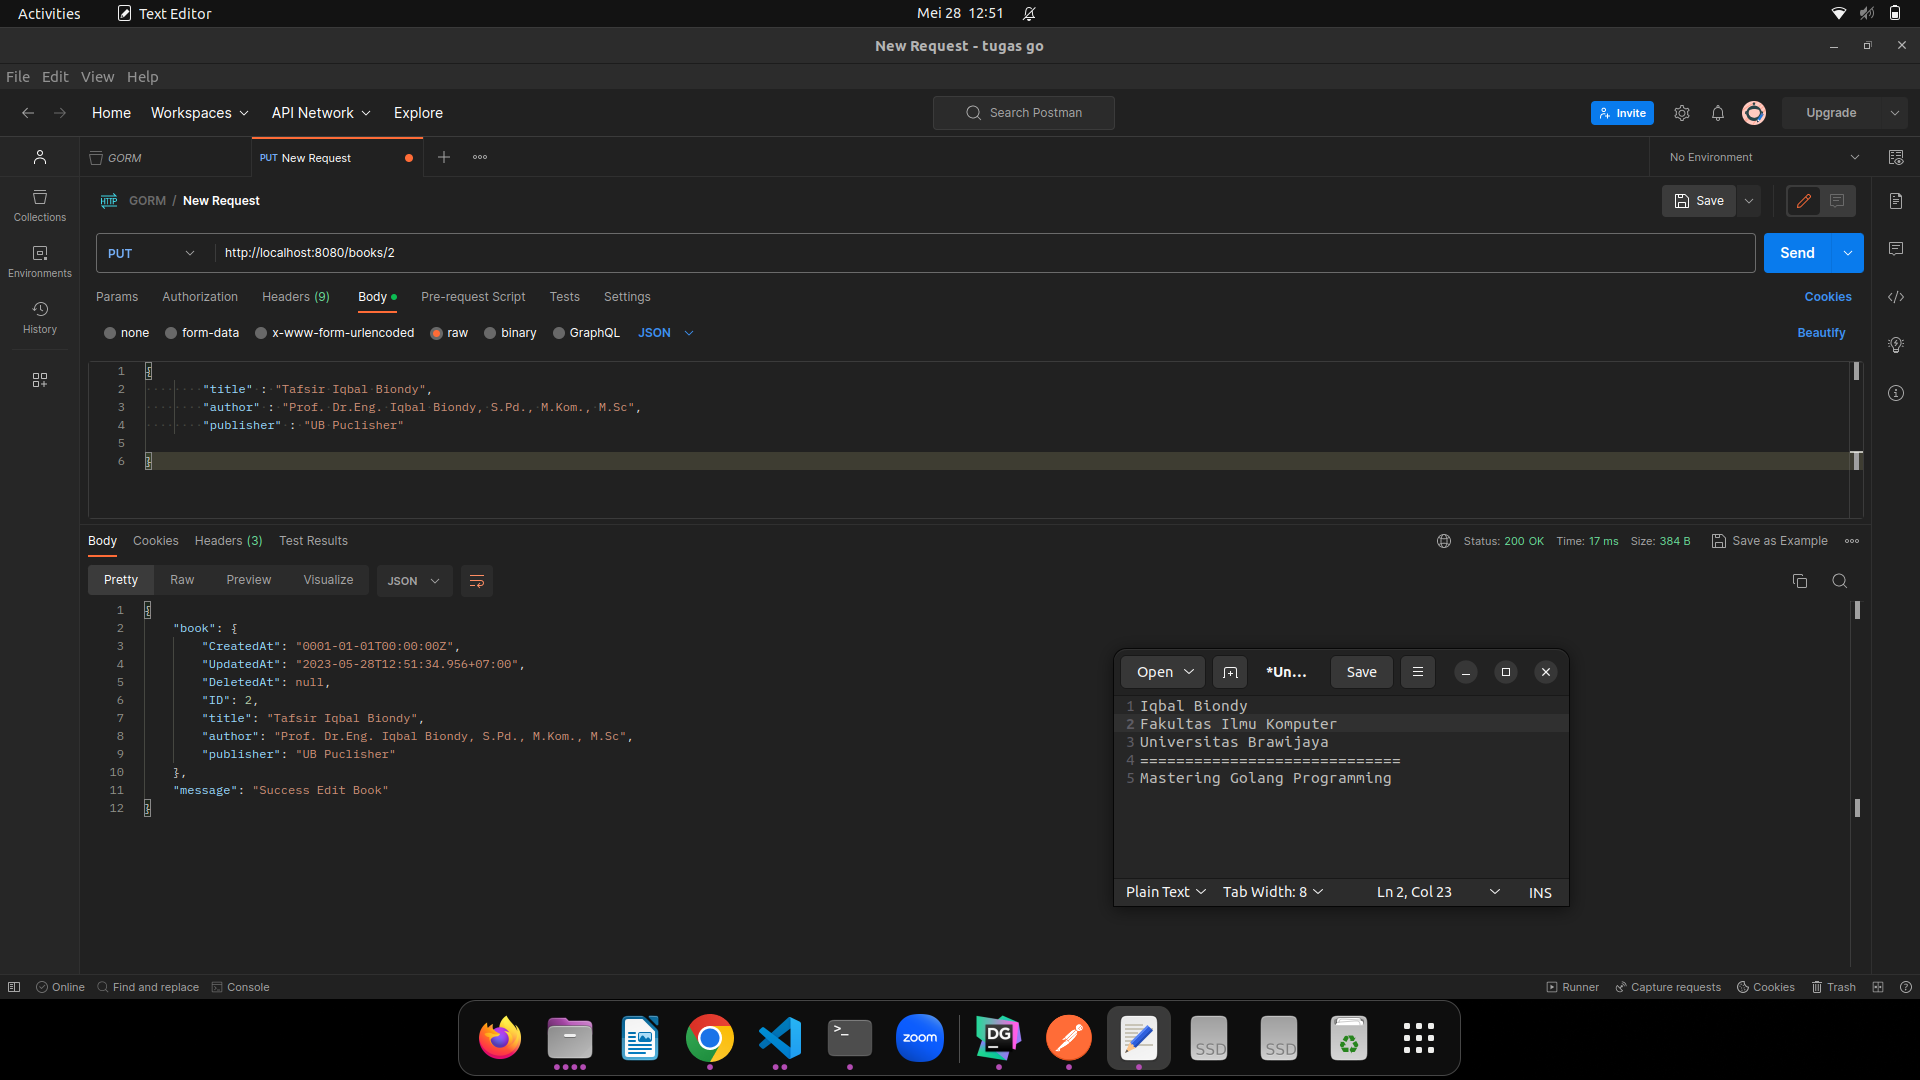 Activities
Text Editor
Mei 28 12:51
New Request - tugas go
File Edit View Help
Home Workspaces API Network Explore
Search Postman
Invite
Upgrade
GORM
PUT New Request
No Environment
GORM / New Request
Save
Collections
Environments
History
PUT
http://localhost:8080/books/2
Send
Params Authorization Headers (9) Body Pre-request Script Tests Settings
Cookies
none form-data x-www-form-urlencoded raw binary GraphQL JSON
Beautify
1 {
2 "title" : "Tafsir Iqbal Biondy",
3 "author" : "Prof. Dr.Eng. Iqbal Biondy, S.Pd., M.Kom., M.Sc",
4 "publisher" : "UB Puclisher"
5
6 }
Body Cookies Headers (3) Test Results
Status: 200 OK Time: 17 ms Size: 384 B Save as Example
Pretty Raw Preview Visualize JSON
1 {
2 "book": {
3 "CreatedAt": "0001-01-01T00:00:00Z",
4 "UpdatedAt": "2023-05-28T12:51:34.956+07:00",
5 "DeletedAt": null,
6 "ID": 2,
7 "title": "Tafsir Iqbal Biondy",
8 "author": "Prof. Dr.Eng. Iqbal Biondy, S.Pd., M.Kom., M.Sc",
9 "publisher": "UB Puclisher"
10 },
11 "message": "Success Edit Book"
12 }
Open *Un... Save
1 Iqbal Biondy
2 Fakultas Ilmu Komputer
3 Universitas Brawijaya
4 =============================
5 Mastering Golang Programming
Plain Text Tab Width: 8 Ln 2, Col 23 INS
Online Find and replace Console
Runner Capture requests Cookies Trash
>_
zoom
DG
SSD
SSD